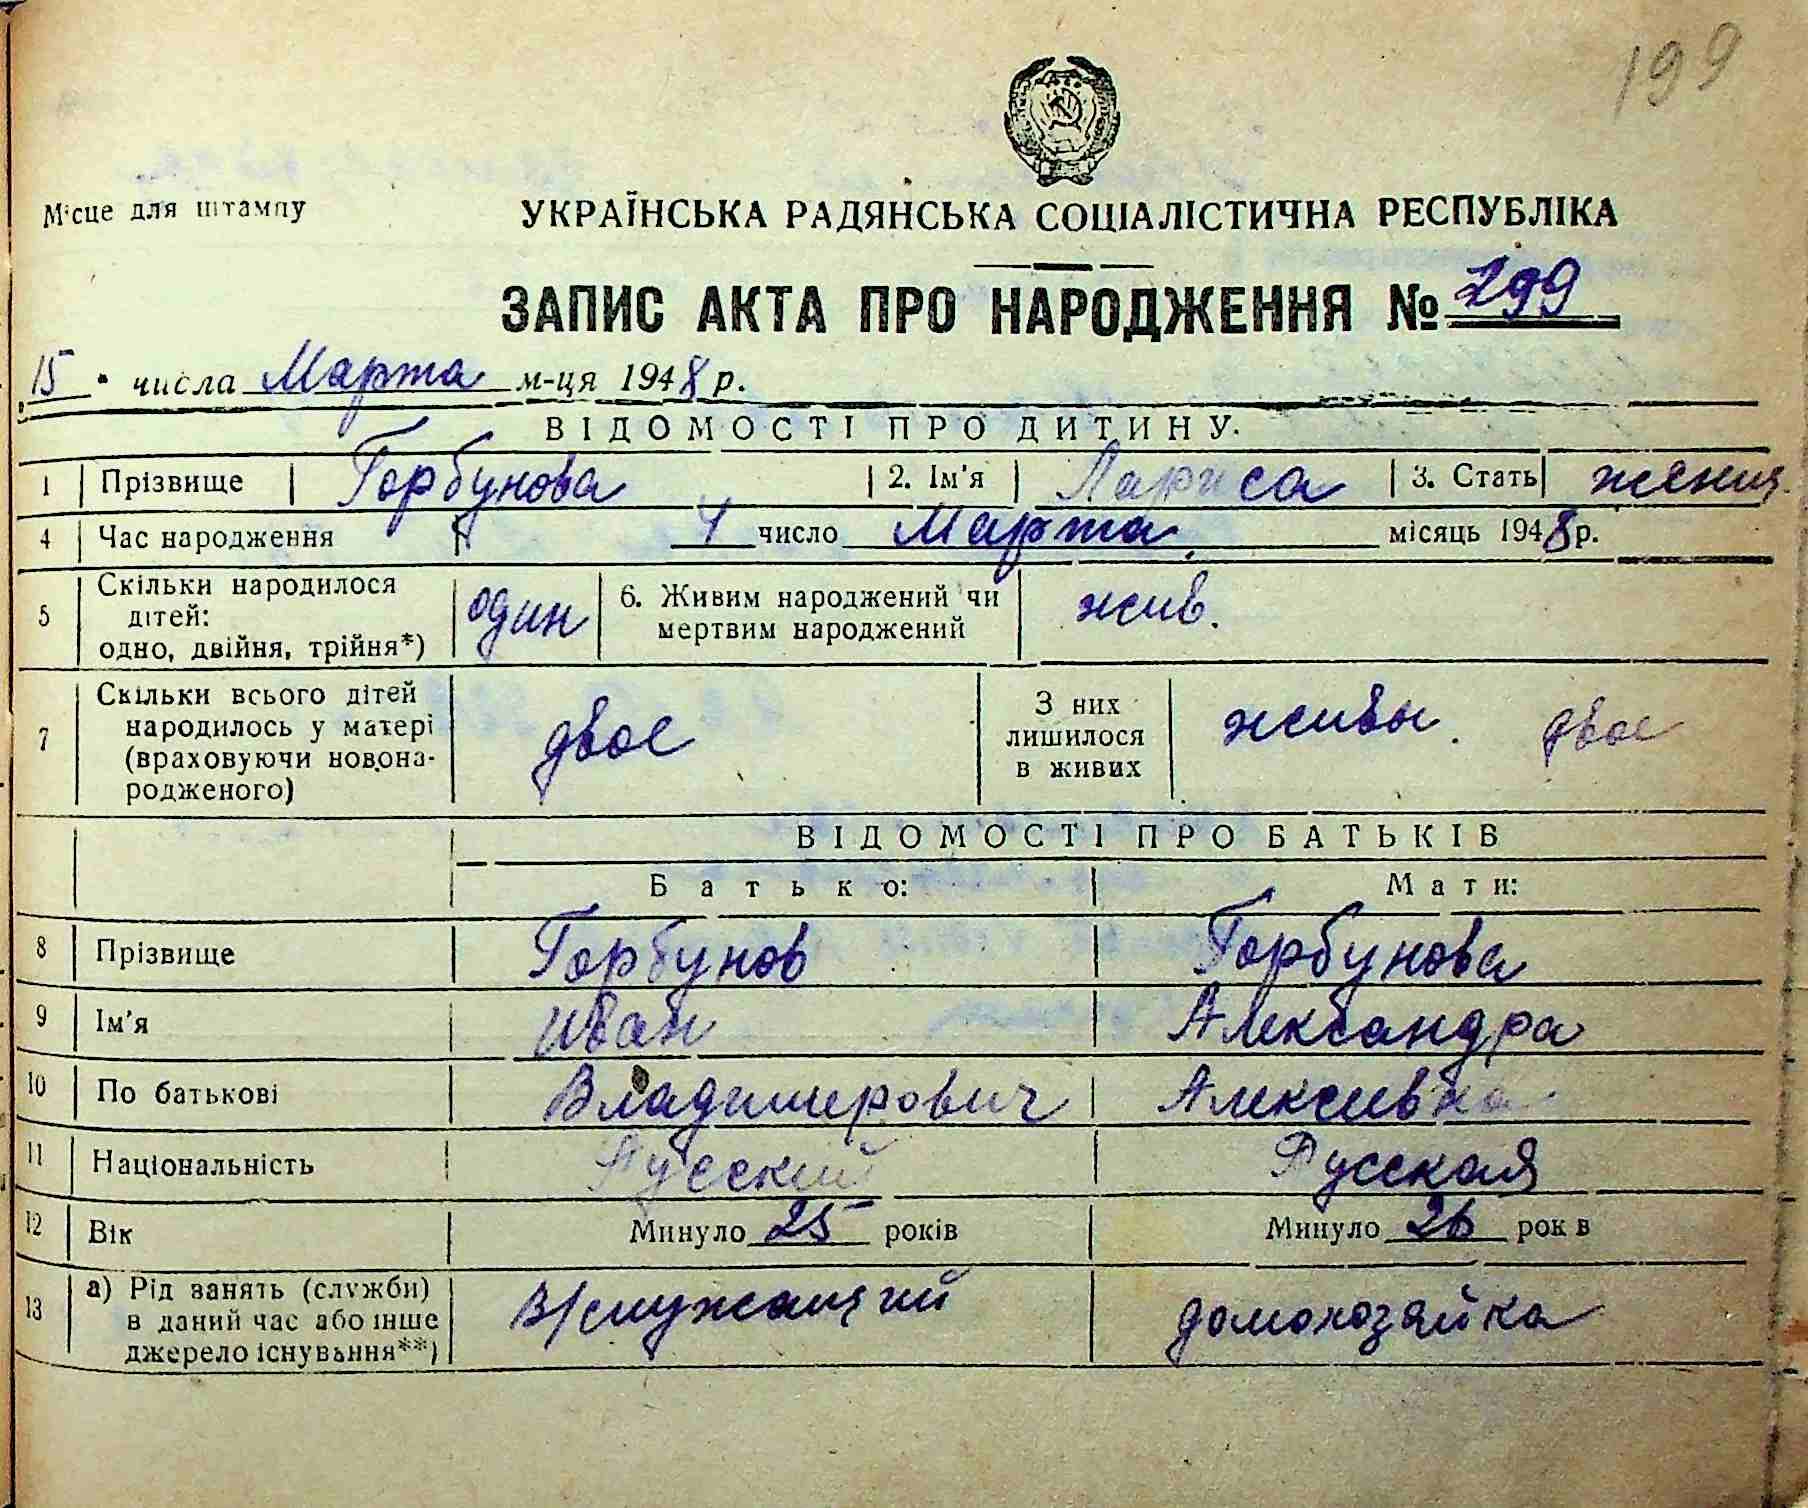 199
Місце для штампу
УКРАЇНСЬКА РАДЯНСЬКА СОЦІАЛІСТИЧНА РЕСПУБЛІКА
ЗАПИС АКТА ПРО НАРОДЖЕННЯ № 299
15 числа Марта м-ця 1948 р.
ВІДОМОСТІ ПРО ДИТИНУ.
1 Прізвище Горбунова 2. Ім'я Лариса 3. Стать женщ.
4 Час народження 4 число Марта місяць 1948 р.
5 Скільки народилося дітей: одно, двійня, трійня*) один 6. Живим народжений чи мертвим народжений жив.
7 Скільки всього дітей народилось у матері (враховуючи новонародженого) двое З них лишилося в живих живы. двое
ВІДОМОСТІ ПРО БАТЬКІВ
Батько: Мати:
8 Прізвище Горбунов Горбунова
9 Ім'я Иван Александра
10 По батькові Владимирович Алексеевна
11 Національність Русский Русская
12 Вік Минуло 25 років Минуло 26 рок в
13 а) Рід занять (служби) в даний час або інше джерело існування**) В/служащий домохозяйка